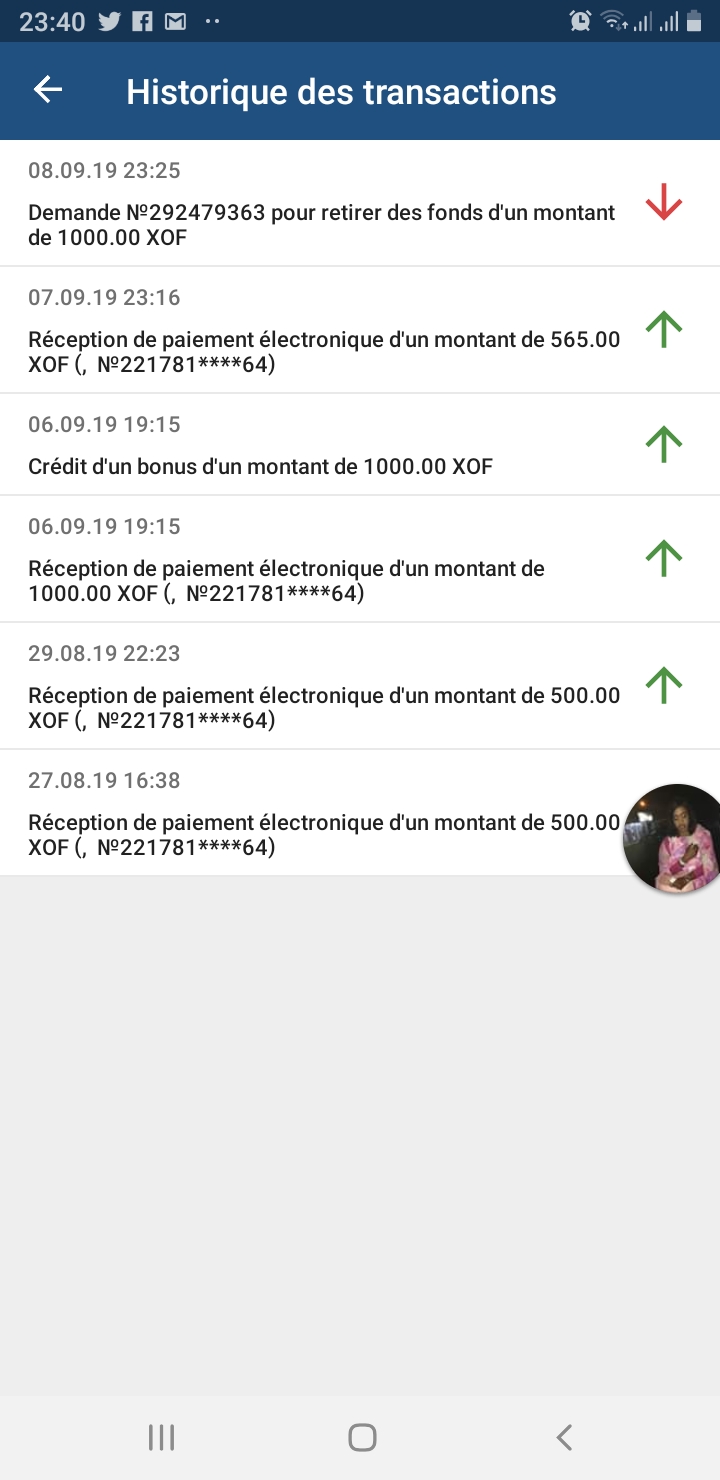 23:40
Historique des transactions
08.09.19 23:25
Demande №292479363 pour retirer des fonds d'un montant
de 1000.00 XOF
07.09.19 23:16
Réception de paiement électronique d'un montant de 565.00
XOF (,  №221781****64)
06.09.19 19:15
Crédit d'un bonus d'un montant de 1000.00 XOF
06.09.19 19:15
Réception de paiement électronique d'un montant de
1000.00 XOF (,  №221781****64)
29.08.19 22:23
Réception de paiement électronique d'un montant de 500.00
XOF (,  №221781****64)
27.08.19 16:38
Réception de paiement électronique d'un montant de 500.00
XOF (,  №221781****64)